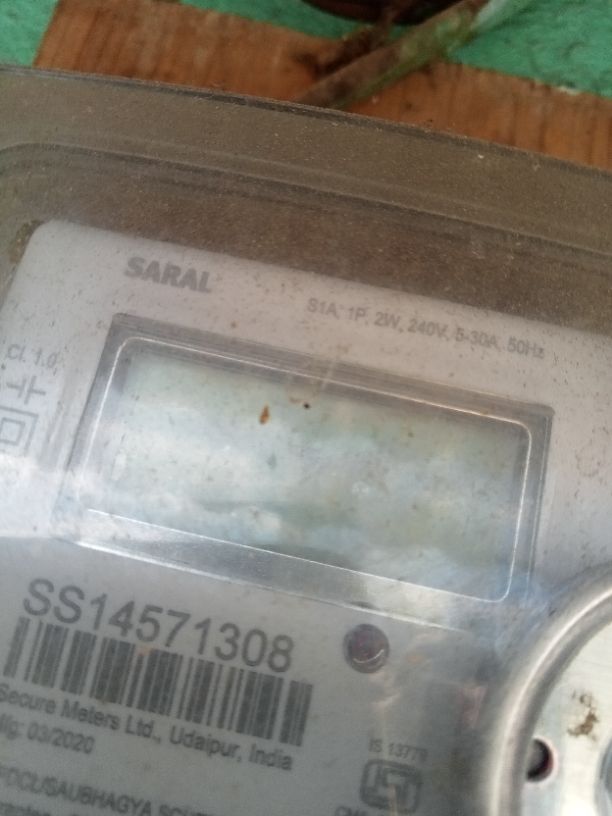 SARAL
S1A, 1P, 2W, 240V, 5-30A, 50Hz
Cl. 1.0
SS14571308
Secure Meters Ltd., Udaipur, India
Mfg: 03/2020
IS 13779
/SAUBHAGYA